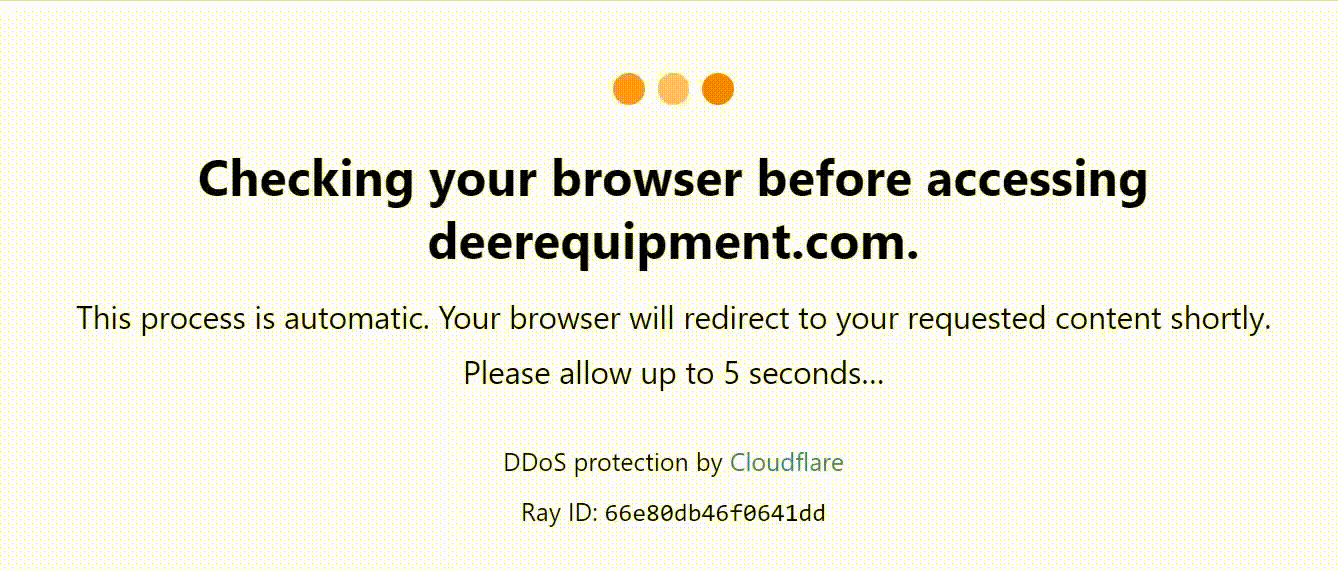 Checking your browser before accessing
deerequipment.com.
This process is automatic. Your browser will redirect to your requested content shortly.
Please allow up to 5 seconds…
DDoS protection by Cloudflare
Ray ID: 66e80db46f0641dd